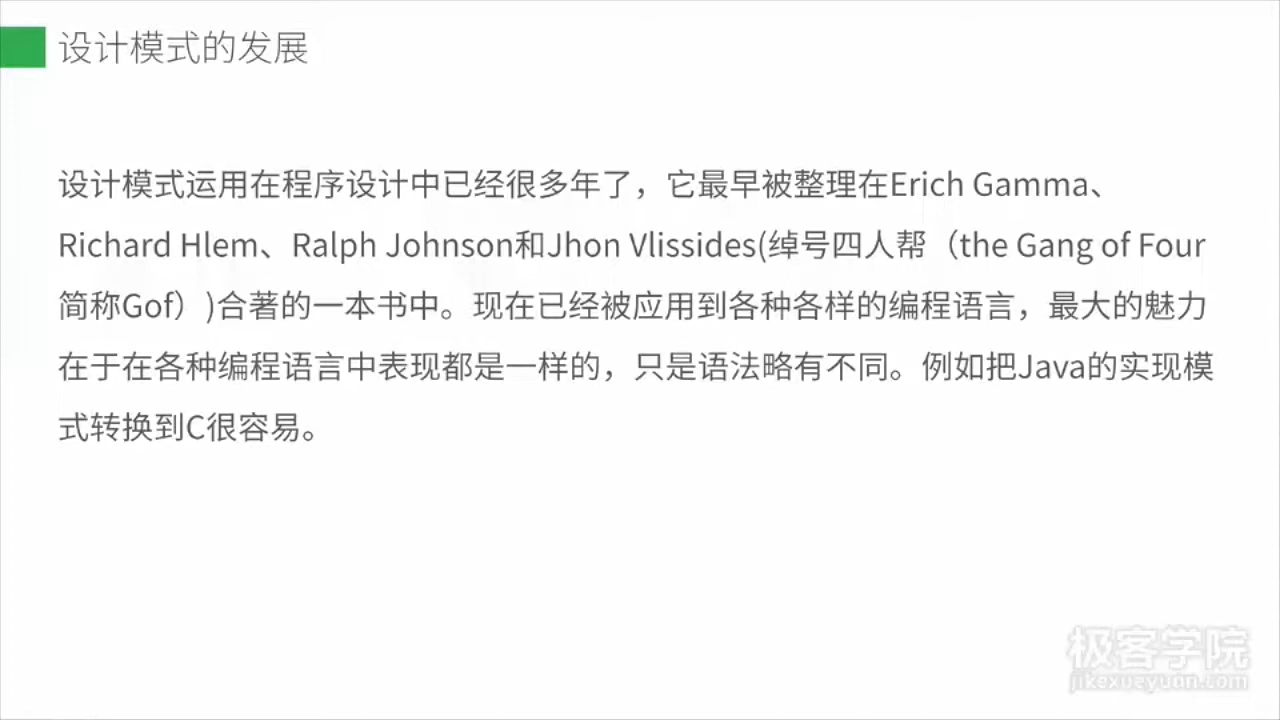 设计模式的发展
设计模式运用在程序设计中已经很多年了，它最早被整理在Erich Gamma、
Richard Hlem、Ralph Johnson和Jhon Vlissides(绰号四人帮（the Gang of Four
简称Gof）)合著的一本书中。现在已经被应用到各种各样的编程语言，最大的魅力
在于在各种编程语言中表现都是一样的，只是语法略有不同。例如把Java的实现模
式转换到C很容易。
极客学院
jikexueyuan.com